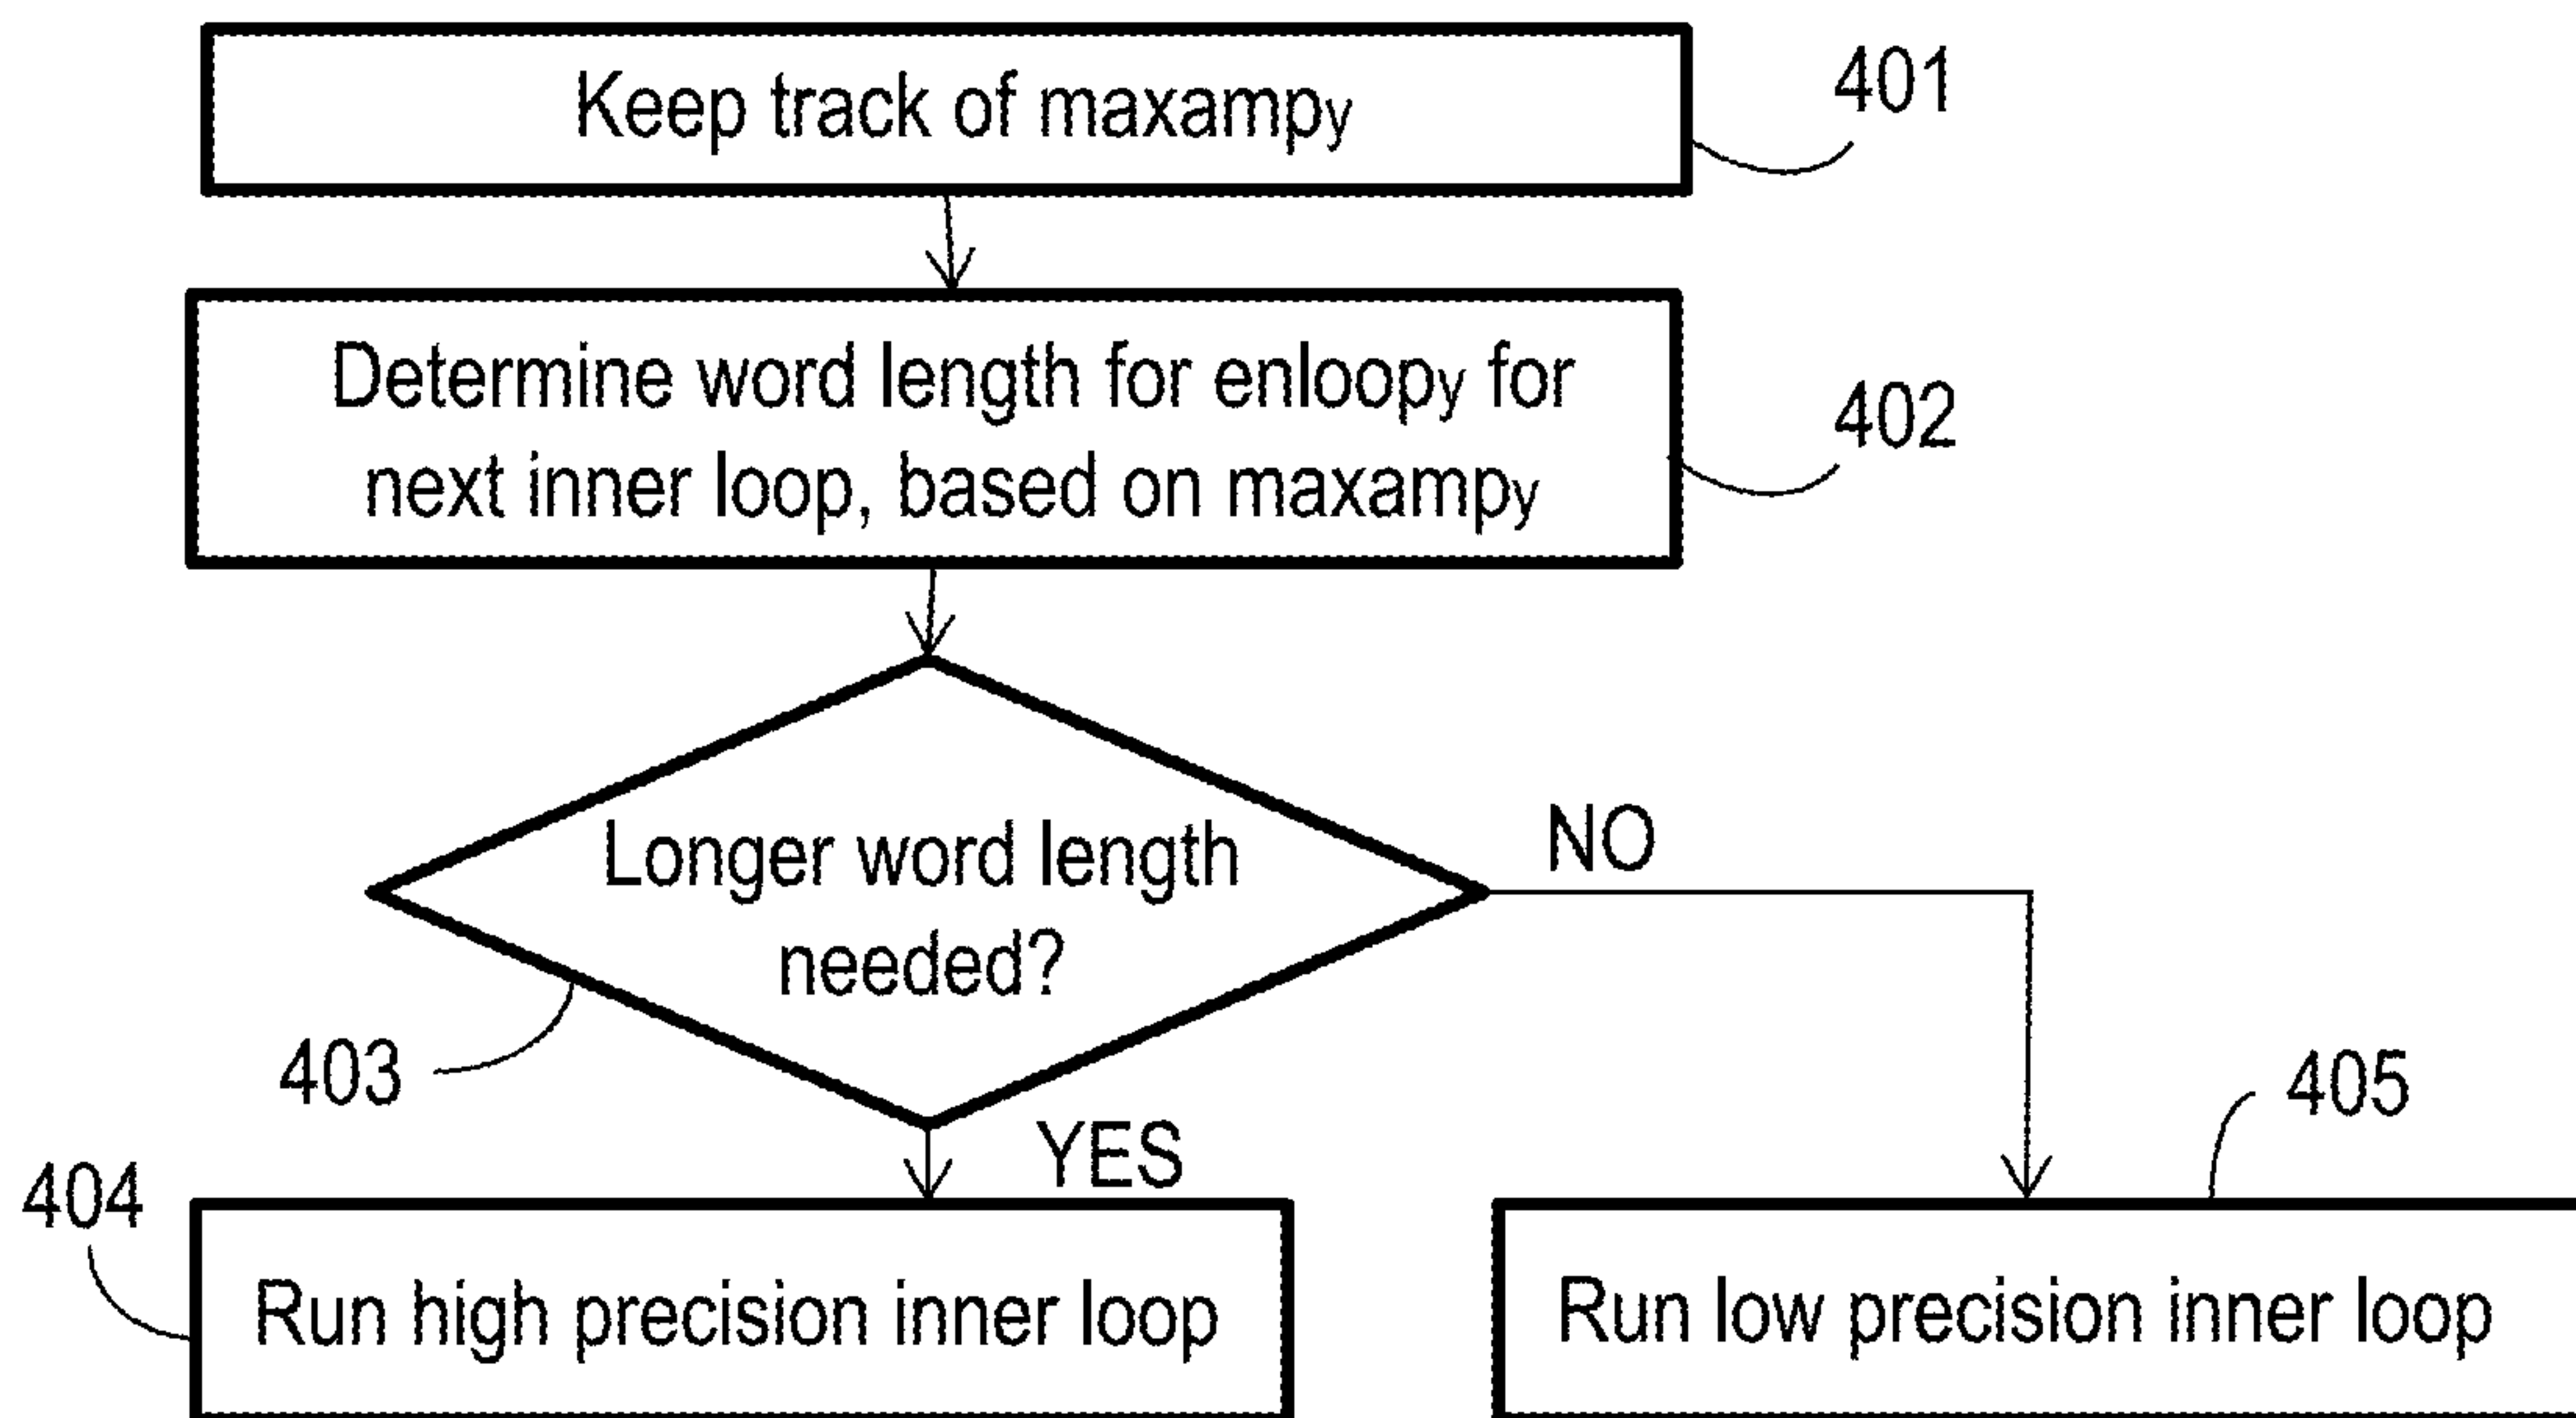 Keep track of maxampy
401
Determine word length for enloopy for
next inner loop, based on maxampy
402
Longer word length
needed?
NO
403
YES
405
404
Run high precision inner loop
Run low precision inner loop